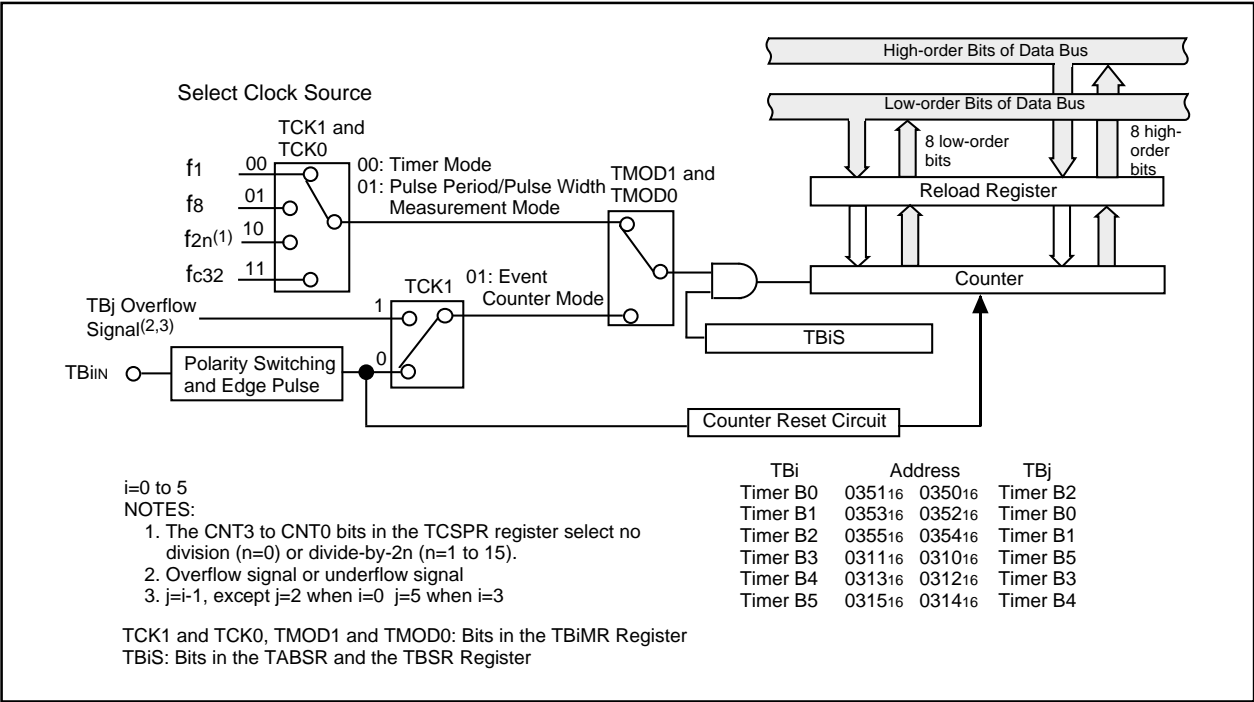 High-order Bits of Data Bus
Select Clock Source
Low-order Bits of Data Bus
TCK1 and
TCK0
8 low-order
bits
8 high-
order
bits
f1 00
f8 01
f2n(1) 10
fc32 11
00: Timer Mode
01: Pulse Period/Pulse Width
Measurement Mode
TMOD1 and
TMOD0
Reload Register
TCK1
01: Event
Counter Mode
Counter
TBj Overflow
Signal(2,3)
1
TBiS
TBiIN
Polarity Switching
and Edge Pulse
0
Counter Reset Circuit
i=0 to 5
NOTES:
1. The CNT3 to CNT0 bits in the TCSPR register select no
division (n=0) or divide-by-2n (n=1 to 15).
2. Overflow signal or underflow signal
3. j=i-1, except j=2 when i=0 j=5 when i=3
TBi Address TBj
Timer B0 035116 035016 Timer B2
Timer B1 035316 035216 Timer B0
Timer B2 035516 035416 Timer B1
Timer B3 031116 031016 Timer B5
Timer B4 031316 031216 Timer B3
Timer B5 031516 031416 Timer B4
TCK1 and TCK0, TMOD1 and TMOD0: Bits in the TBiMR Register
TBiS: Bits in the TABSR and the TBSR Register